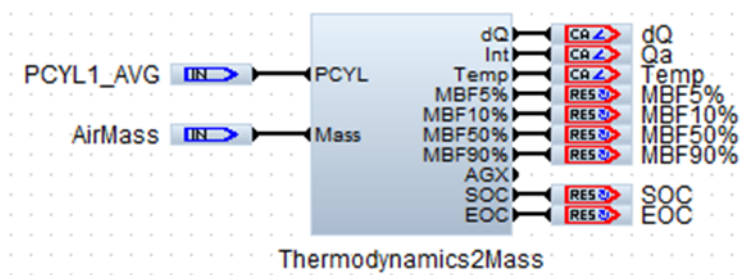 dQ CA dQ
Int CA Qa
PCYL1_AVG IN PCYL Temp CA Temp
MBF5% RES MBF5%
MBF10% RES MBF10%
AirMass IN Mass MBF50% RES MBF50%
MBF90% RES MBF90%
AGX
SOC RES SOC
EOC RES EOC
Thermodynamics2Mass